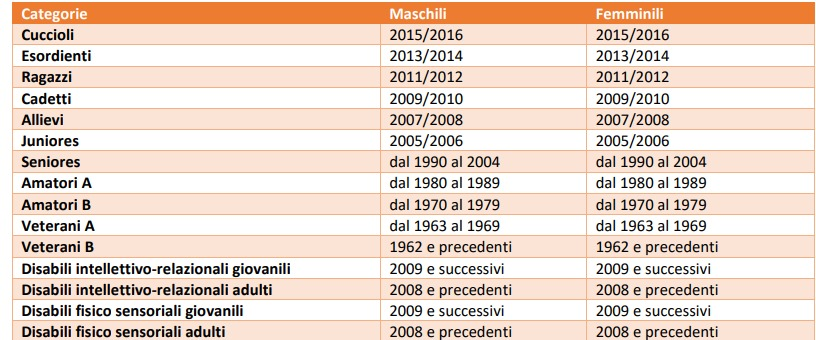 Categorie Maschili Femminili
Cuccioli 2015/2016 2015/2016
Esordienti 2013/2014 2013/2014
Ragazzi 2011/2012 2011/2012
Cadetti 2009/2010 2009/2010
Allievi 2007/2008 2007/2008
Juniores 2005/2006 2005/2006
Seniores dal 1990 al 2004 dal 1990 al 2004
Amatori A dal 1980 al 1989 dal 1980 al 1989
Amatori B dal 1970 al 1979 dal 1970 al 1979
Veterani A dal 1963 al 1969 dal 1963 al 1969
Veterani B 1962 e precedenti 1962 e precedenti
Disabili intellettivo-relazionali giovanili 2009 e successivi 2009 e successivi
Disabili intellettivo-relazionali adulti 2008 e precedenti 2008 e precedenti
Disabili fisico sensoriali giovanili 2009 e successivi 2009 e successivi
Disabili fisico sensoriali adulti 2008 e precedenti 2008 e precedenti